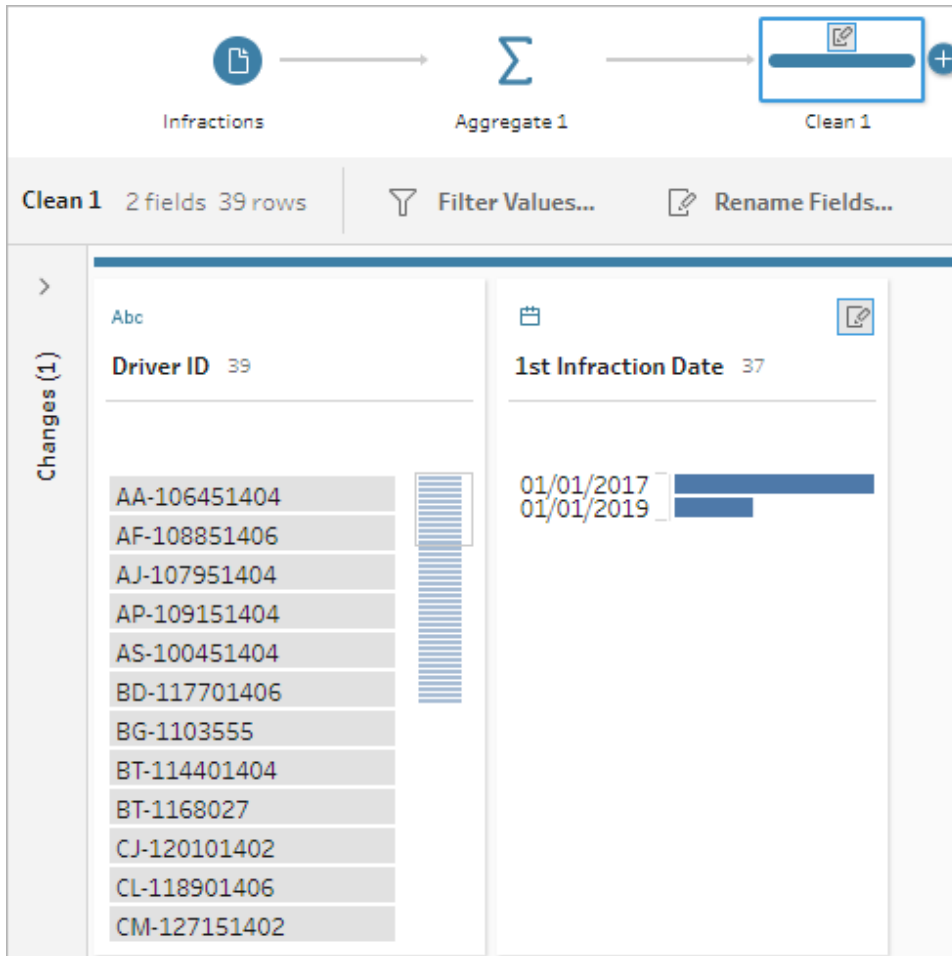 Infractions
Aggregate 1
Clean 1
Clean 1 2 fields 39 rows Filter Values... Rename Fields...
Changes (1)
Abc
Driver ID 39
AA-106451404
AF-108851406
AJ-107951404
AP-109151404
AS-100451404
BD-117701406
BG-1103555
BT-114401404
BT-1168027
CJ-120101402
CL-118901406
CM-127151402
1st Infraction Date 37
01/01/2017
01/01/2019